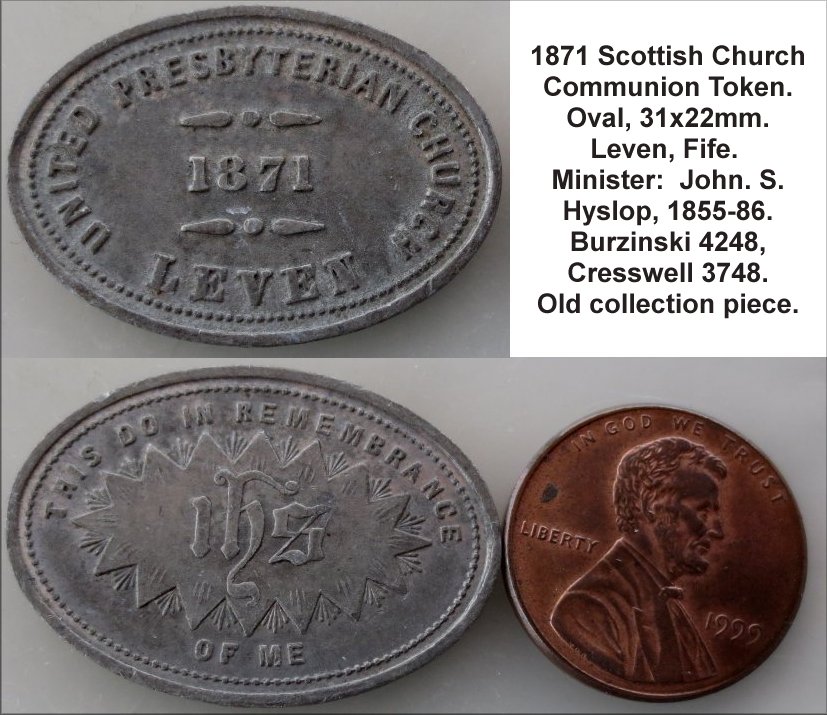 UNITED PRESBYTERIAN CHURCH
1871
LEVEN
1871 Scottish Church
Communion Token.
Oval, 31x22mm.
Leven, Fife.
Minister: John. S.
Hyslop, 1855-86.
Burzinski 4248,
Cresswell 3748.
Old collection piece.
THIS DO IN REMEMBRANCE
ihs
OF ME
IN GOD WE TRUST
LIBERTY
1999